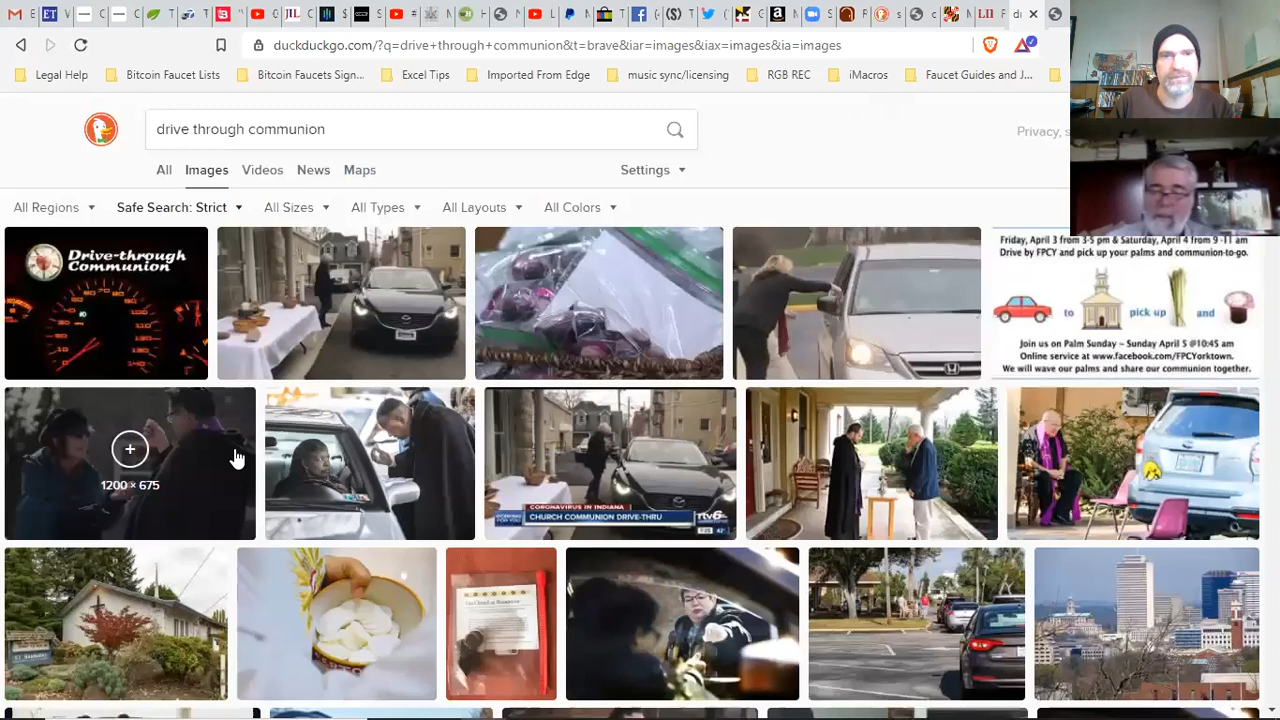 duckduckgo.com/?q=drive+through+communion&t=brave&iar=images&iax=images&ia=images
Legal Help
Bitcoin Faucet Lists
Bitcoin Faucets Sign...
Excel Tips
Imported From Edge
music sync/licensing
RGB REC
iMacros
Faucet Guides and J...
drive through communion
Privacy, s
All
Images
Videos
News
Maps
Settings
All Regions
Safe Search: Strict
All Sizes
All Types
All Layouts
All Colors
Drive-through
Communion
Friday, April 3 from 3-5 pm & Saturday, April 4 from 9 -11 am
Drive by FPCY and pick up your palms and communion-to-go.
to
pick up
and
Join us on Palm Sunday ~ Sunday April 5 @10:45 am
Online service at www.facebook.com/FPCYorktown.
We will wave our palms and share our communion together.
1200 × 675
CORONAVIRUS IN INDIANA
CHURCH COMMUNION DRIVE-THRU
rtv6